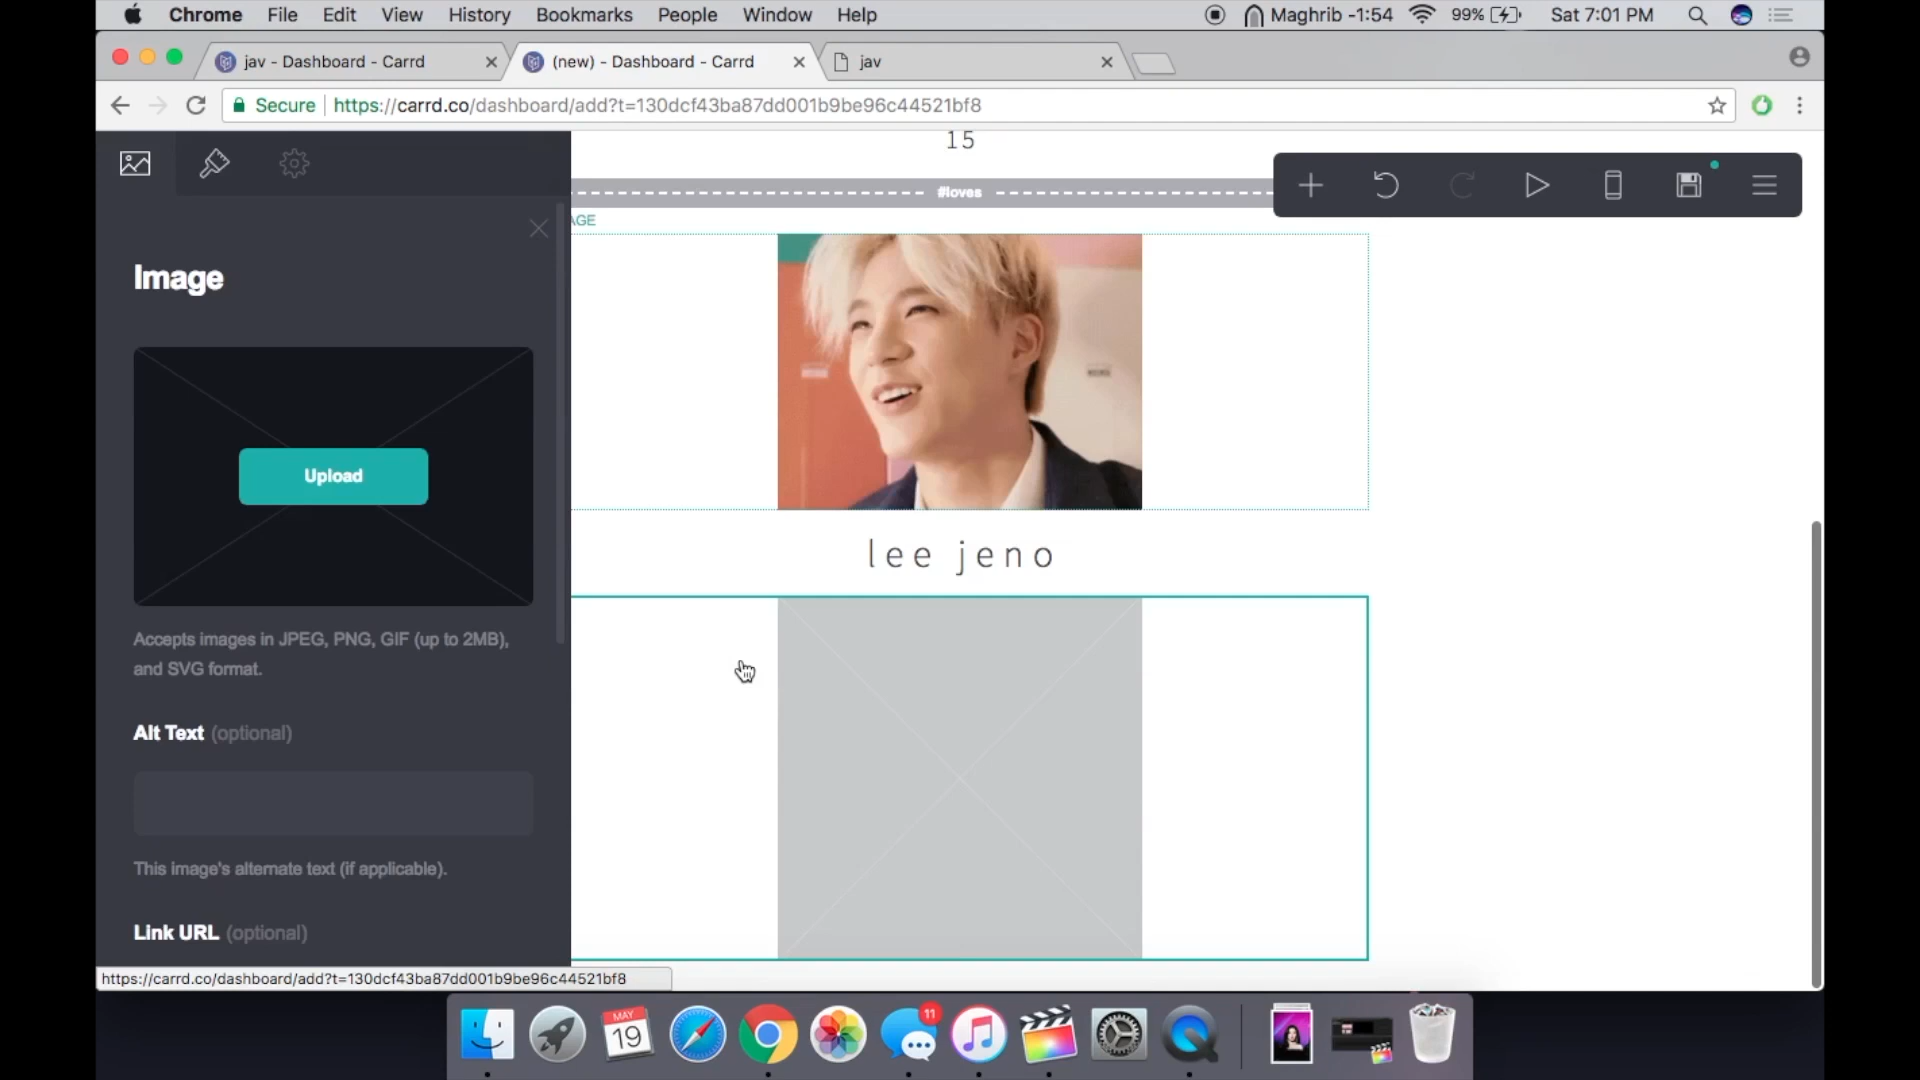 Chrome File Edit View History Bookmarks People Window Help Maghrib -1:54 99% Sat 7:01 PM
jav - Dashboard - Carrd (new) - Dashboard - Carrd jav
Secure https://carrd.co/dashboard/add?t=130dcf43ba87dd001b9be96c44521bf8
15
#loves
AGE
Image
Upload
Accepts images in JPEG, PNG, GIF (up to 2MB),
and SVG format.
lee jeno
Alt Text (optional)
This image's alternate text (if applicable).
Link URL (optional)
https://carrd.co/dashboard/add?t=130dcf43ba87dd001b9be96c44521bf8
MAY
19
11